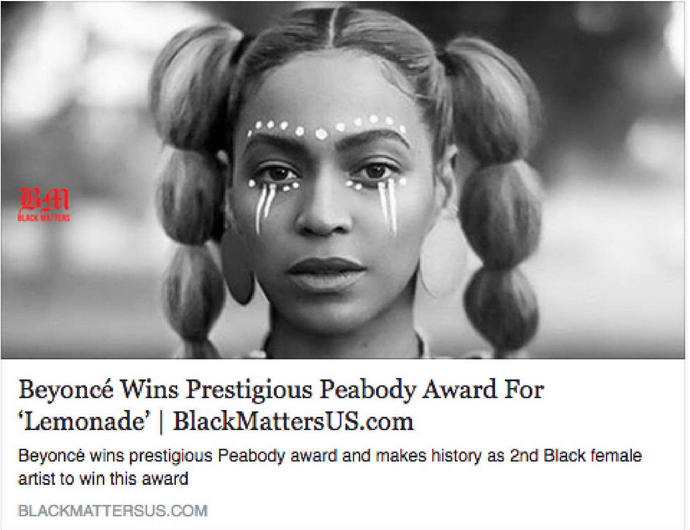 BM
BLACK MATTERS
Beyoncé Wins Prestigious Peabody Award For
‘Lemonade’ | BlackMattersUS.com
Beyoncé wins prestigious Peabody award and makes history as 2nd Black female
artist to win this award
BLACKMATTERSUS.COM